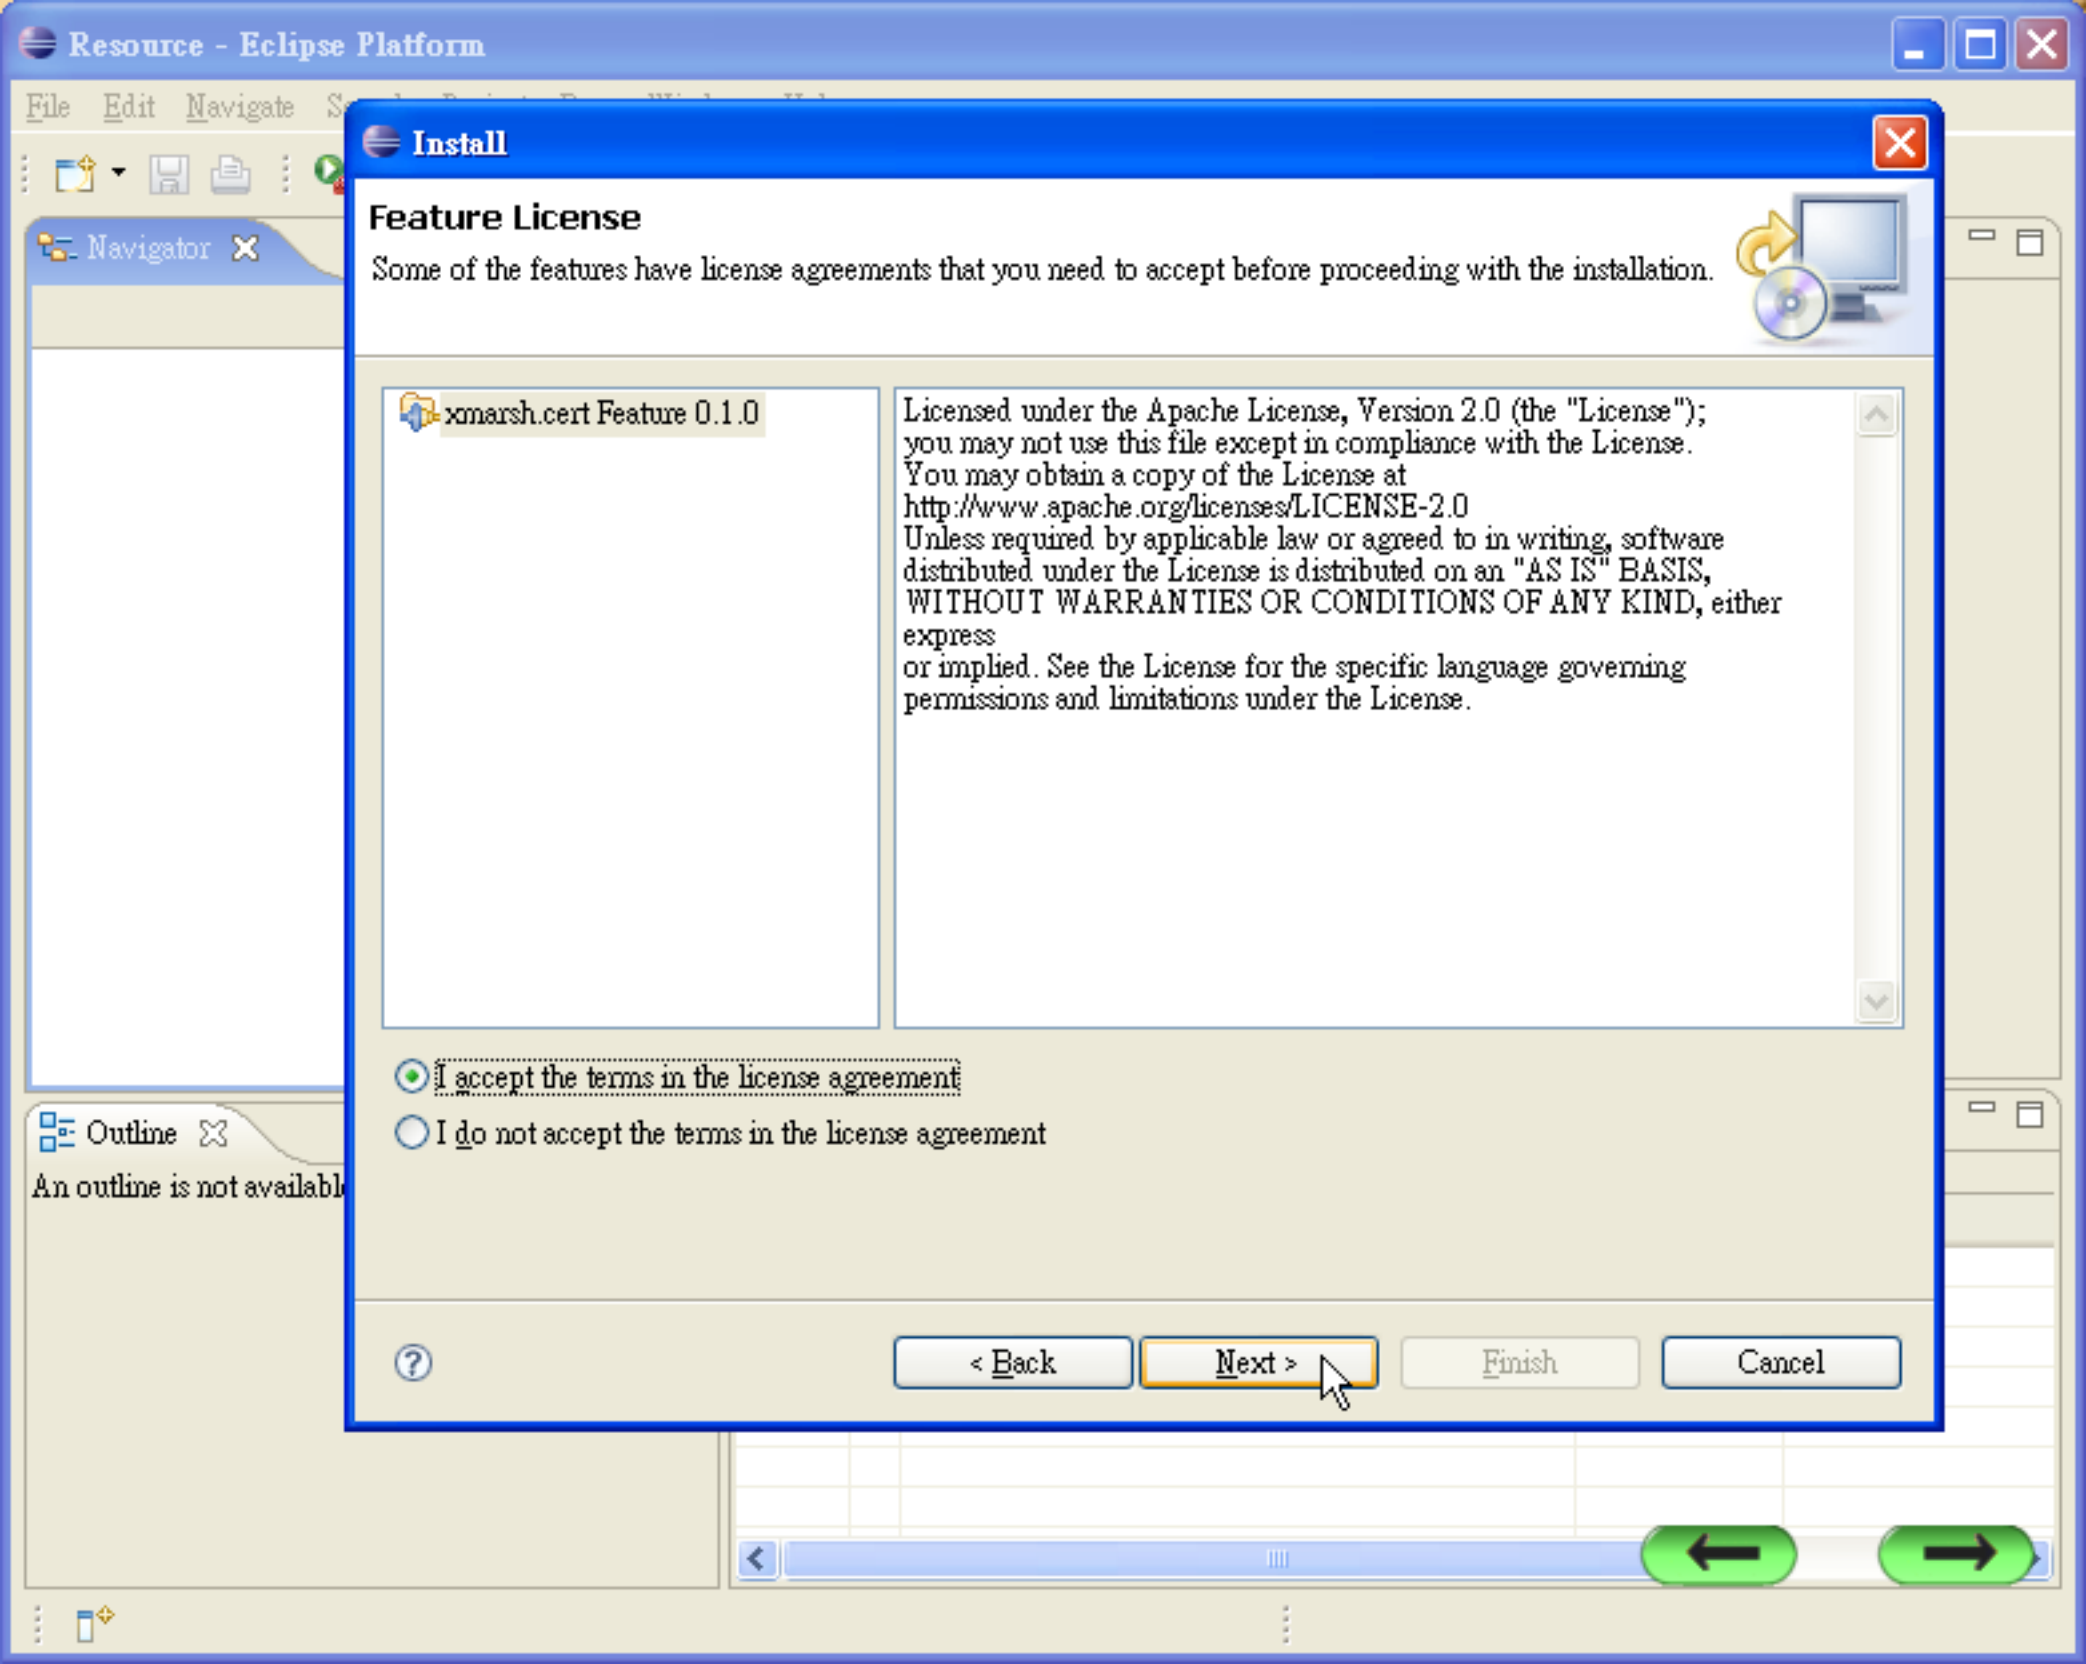 Resource - Eclipse Platform
File Edit Navigate
Install
Feature License
Some of the features have license agreements that you need to accept before proceeding with the installation.
Navigator
xmarsh.cert Feature 0.1.0
Licensed under the Apache License, Version 2.0 (the "License");
you may not use this file except in compliance with the License.
You may obtain a copy of the License at
http://www.apache.org/licenses/LICENSE-2.0
Unless required by applicable law or agreed to in writing, software
distributed under the License is distributed on an "AS IS" BASIS,
WITHOUT WARRANTIES OR CONDITIONS OF ANY KIND, either
express
or implied. See the License for the specific language governing
permissions and limitations under the License.
I accept the terms in the license agreement
I do not accept the terms in the license agreement
Outline
An outline is not available
< Back Next > Finish Cancel